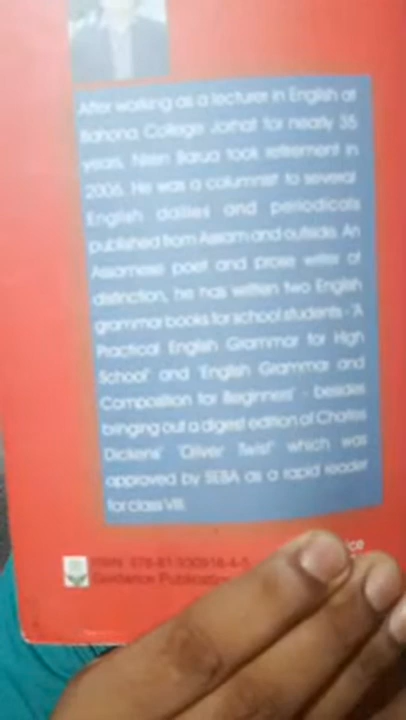 After working as a lecturer in English at
Bahona College Jorhat for nearly 35
years, Niren Barua took retirement in
2006. He was a columnist to several
English dailies and periodicals
published from Assam and outside. An
Assamese poet and prose writer of
distinction, he has written two English
grammar books for school students - 'A
Practical English Grammar for High
School' and 'English Grammar and
Composition for Beginners' - besides
bringing out a digest edition of Charles
Dickens' 'Oliver Twist' which was
approved by SEBA as a rapid reader
for class VIII.
ISBN
Guidance